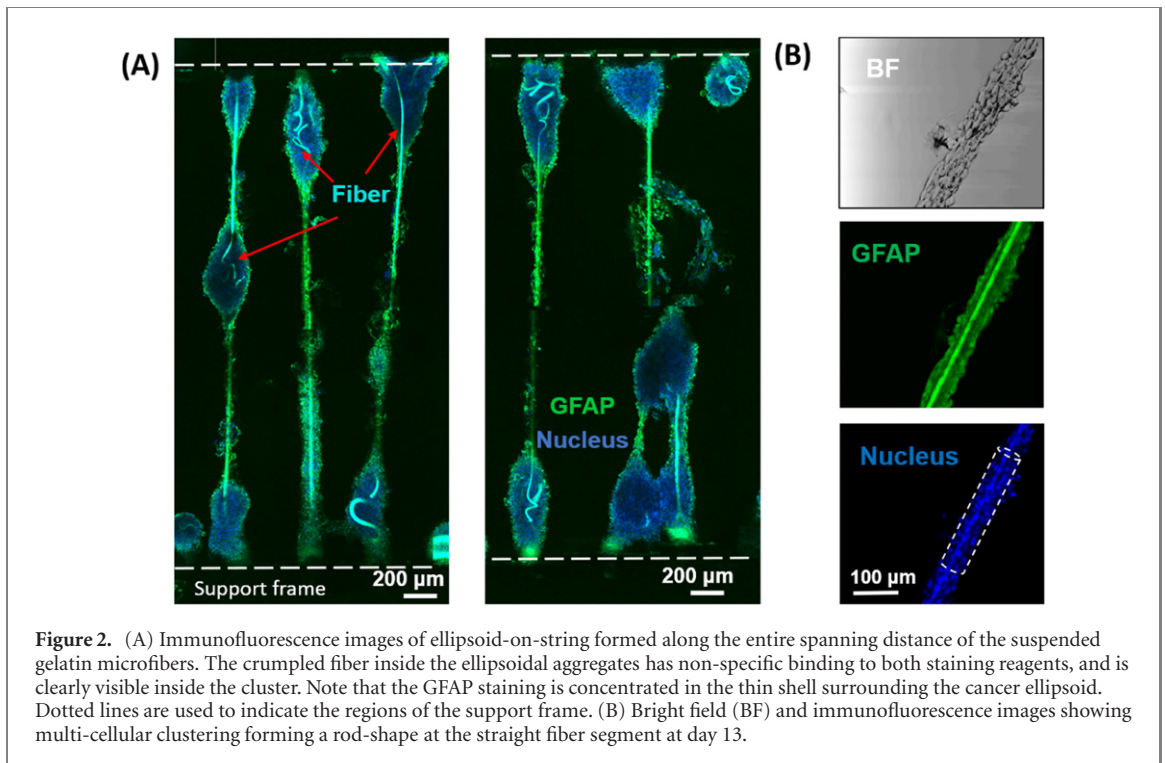 (A)
Fiber
GFAP
Nucleus
Support frame
200 µm
200 µm
(B)
BF
GFAP
Nucleus
100 µm
Figure 2. (A) Immunofluorescence images of ellipsoid-on-string formed along the entire spanning distance of the suspended
gelatin microfibers. The crumpled fiber inside the ellipsoidal aggregates has non-specific binding to both staining reagents, and is
clearly visible inside the cluster. Note that the GFAP staining is concentrated in the thin shell surrounding the cancer ellipsoid.
Dotted lines are used to indicate the regions of the support frame. (B) Bright field (BF) and immunofluorescence images showing
multi-cellular clustering forming a rod-shape at the straight fiber segment at day 13.